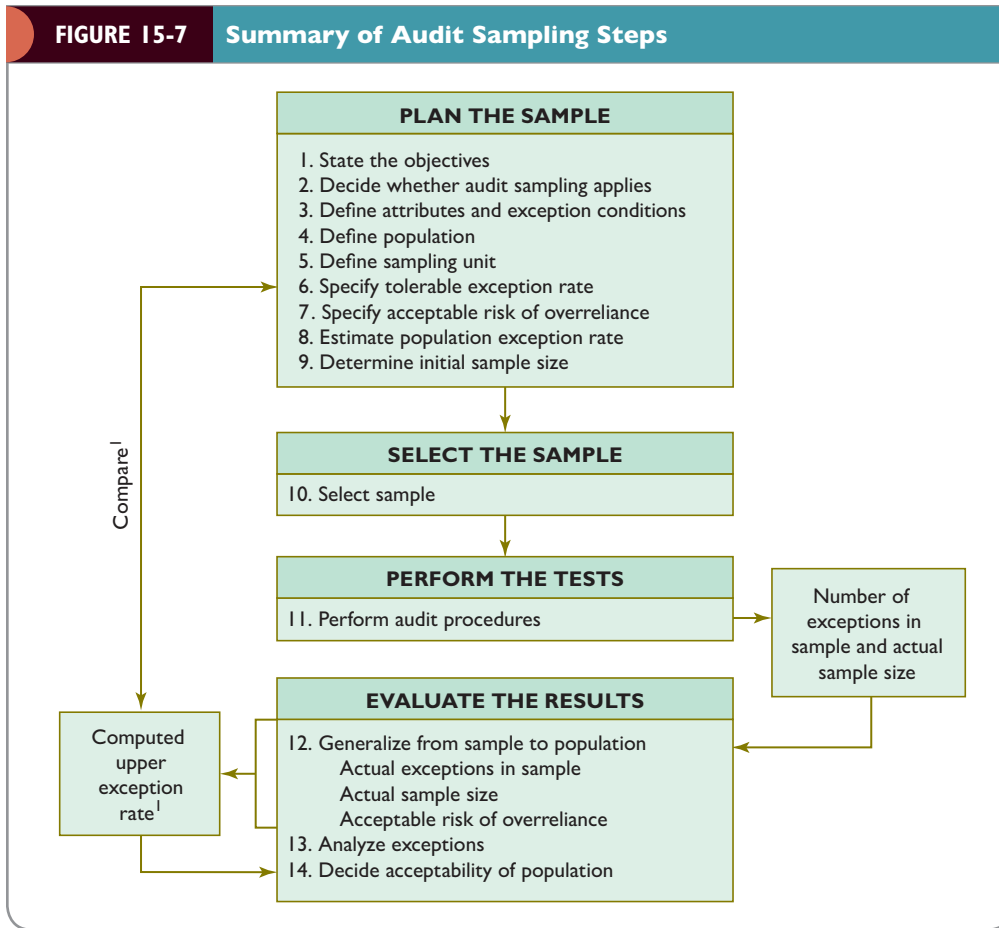 FIGURE 15-7 Summary of Audit Sampling Steps
PLAN THE SAMPLE
1. State the objectives
2. Decide whether audit sampling applies
3. Define attributes and exception conditions
4. Define population
5. Define sampling unit
6. Specify tolerable exception rate
7. Specify acceptable risk of overreliance
8. Estimate population exception rate
9. Determine initial sample size
Compare¹
SELECT THE SAMPLE
10. Select sample
PERFORM THE TESTS
11. Perform audit procedures
Number of
exceptions in
sample and actual
sample size
EVALUATE THE RESULTS
12. Generalize from sample to population
Actual exceptions in sample
Actual sample size
Acceptable risk of overreliance
13. Analyze exceptions
14. Decide acceptability of population
Computed
upper
exception
rate¹